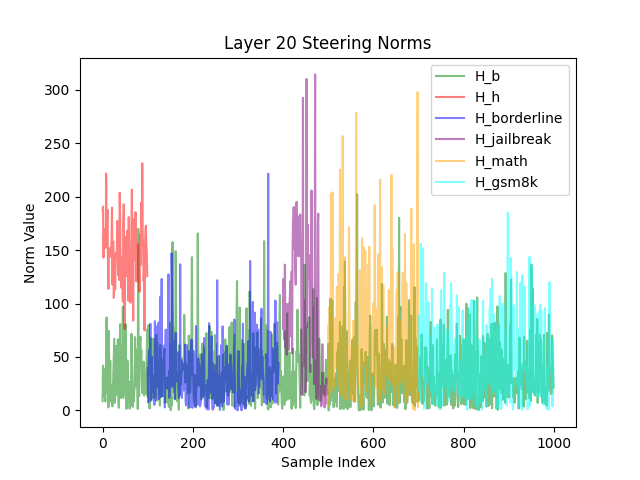 Layer 20 Steering Norms
H_b
H_h
H_borderline
H_jailbreak
H_math
H_gsm8k
Norm Value
300
250
200
150
100
50
0
0 200 400 600 800 1000
Sample Index